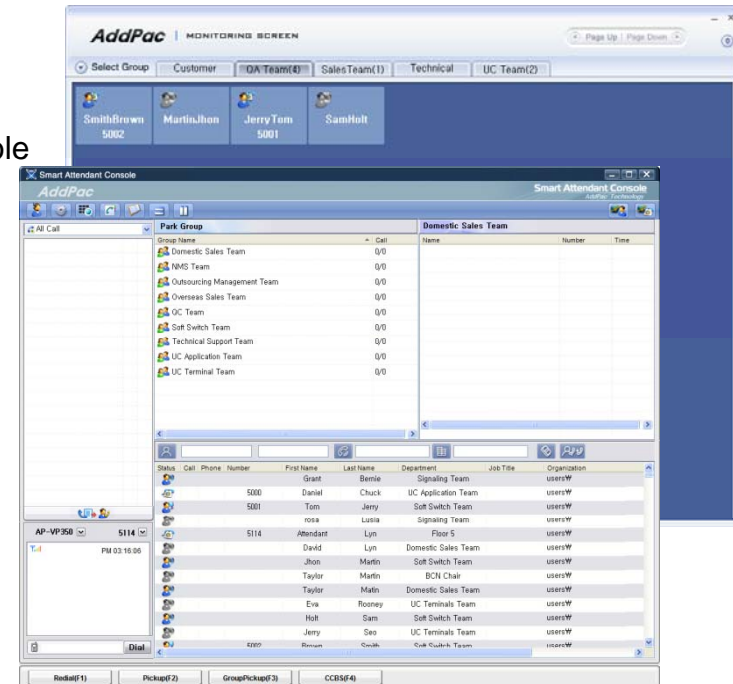 AddPac | MONITORING SCREEN
Page Up | Page Down
Select Group Customer QA Team(4) SalesTeam(1) Technical UC Team(2)
SmithBrown MartinJhon JerryTom SamHolt
5002 5001
ole
Smart Attendant Console
AddPac Smart Attendant Console
AddPac Technology
All Call Park Group Domestic Sales Team
Group Name Call Name Number Time
Domestic Sales Team 0/0
NMS Team 0/0
Outsourcing Management Team 0/0
Overseas Sales Team 0/0
QC Team 0/0
Soft Switch Team 0/0
Technical Support Team 0/0
UC Application Team 0/0
UC Terminal Team 0/0
Status Call Phone Number First Name Last Name Department Job Title Organization
Grant Bernie Signaling Team users₩
5000 Daniel Chuck UC Application Team users₩
5001 Tom Jerry Soft Switch Team users₩
rosa Lusia Signaling Team users₩
AP-VP350 5114
5114 Attendant Lyn Floor 5 users₩
PM 03:16:06
David Lyn Domestic Sales Team users₩
Jhon Martin Soft Switch Team users₩
Taylor Martin BCN Chair users₩
Taylor Matin Domestic Sales Team users₩
Eva Rooney UC Teminals Team users₩
Holt Sam Soft Switch Team users₩
Jerry Seo UC Teminals Team users₩
Dial
5002 Brown Smith Soft Switch Team users₩
Redial(F1) Pickup(F2) GroupPickup(F3) CCBS(F4)